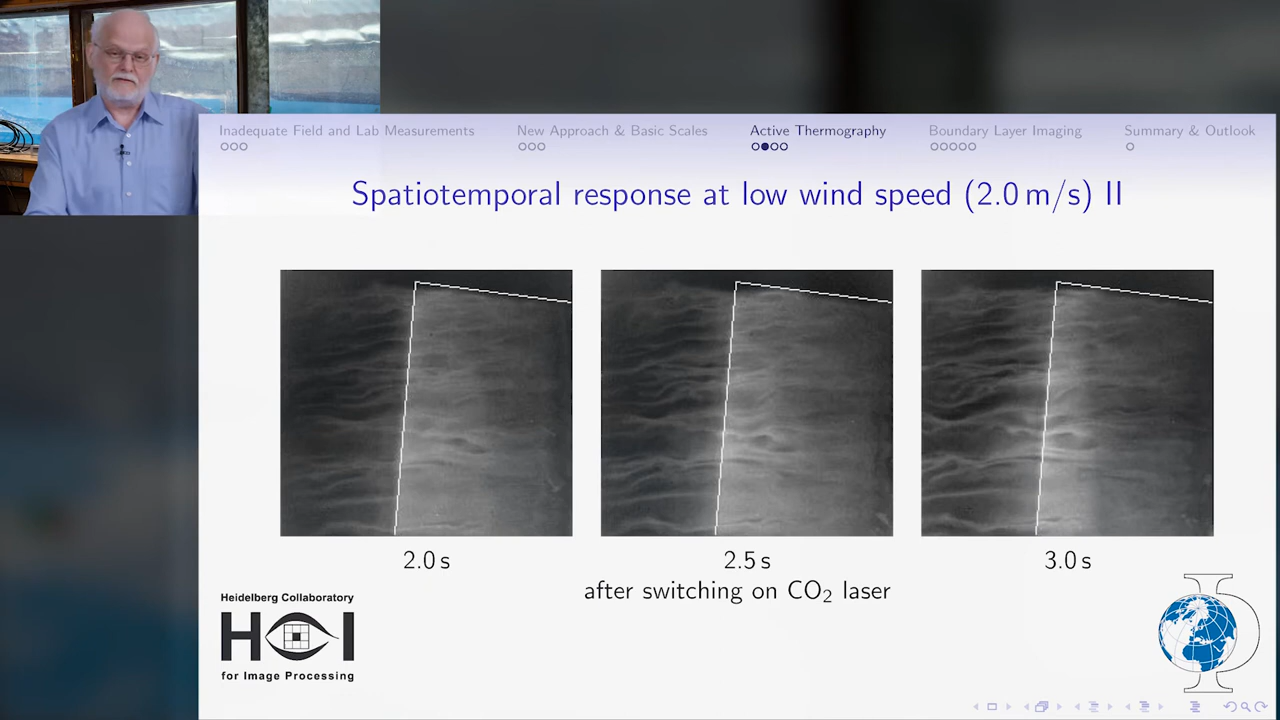 Inadequate Field and Lab Measurements
New Approach & Basic Scales
Active Thermography
Boundary Layer Imaging
Summary & Outlook
Spatiotemporal response at low wind speed (2.0 m/s) II
2.0 s
2.5 s
3.0 s
after switching on CO₂ laser
Heidelberg Collaboratory
HCI
for Image Processing